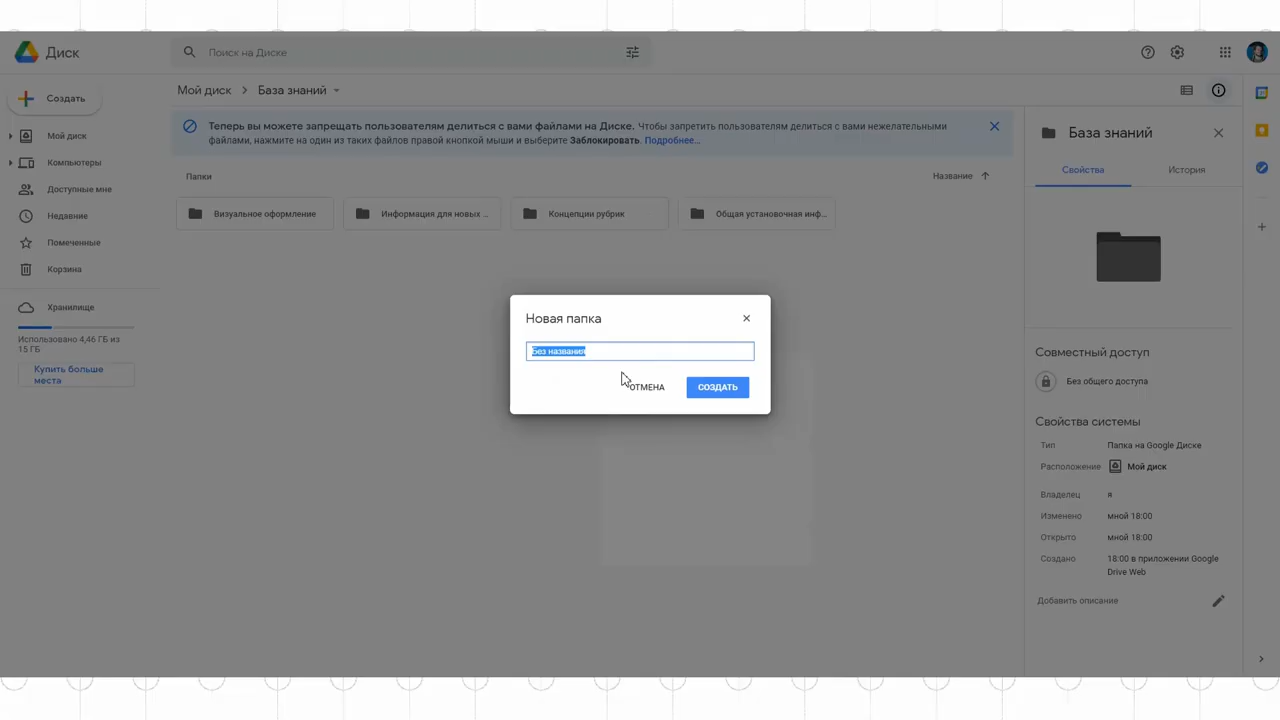 Диск
Поиск на Диске
Создать
Мой диск
База знаний
Мой диск
Компьютеры
Доступные мне
Недавние
Помеченные
Корзина
Хранилище
Использовано 4,46 ГБ из
15 ГБ
Купить больше
места
Теперь вы можете запрещать пользователям делиться с вами файлами на Диске. Чтобы запретить пользователям делиться с вами нежелательными
файлами, нажмите на один из таких файлов правой кнопкой мыши и выберите Заблокировать. Подробнее...
Папки
Название
Визуальное оформление
Информация для новых ...
Концепции рубрик
Общая установочная инф...
Новая папка
Без названия
ОТМЕНА
СОЗДАТЬ
База знаний
Свойства
История
Совместный доступ
Без общего доступа
Свойства системы
Тип
Папка на Google Диске
Расположение
Мой диск
Владелец
я
Изменено
мной 18:00
Открыто
мной 18:00
Создано
18:00 в приложении Google
Drive Web
Добавить описание